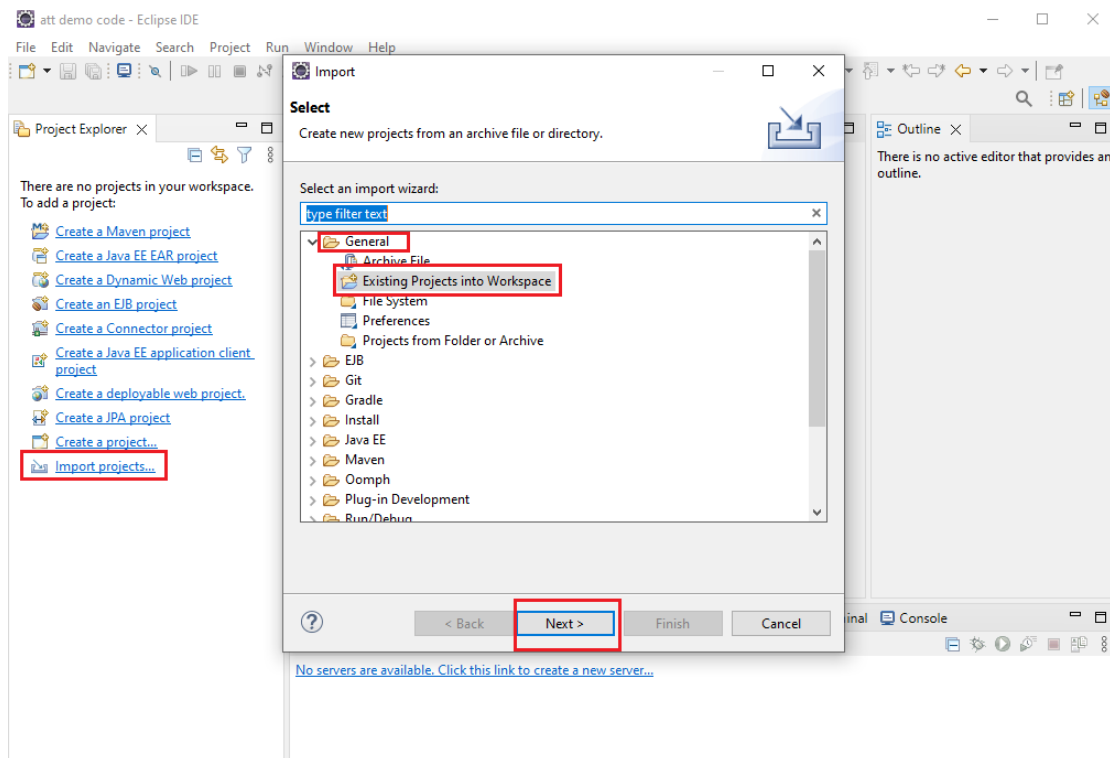 att demo code - Eclipse IDE
File Edit Navigate Search Project Run Window Help
Project Explorer
There are no projects in your workspace.
To add a project:
Create a Maven project
Create a Java EE EAR project
Create a Dynamic Web project
Create an EJB project
Create a Connector project
Create a Java EE application client
project
Create a deployable web project.
Create a JPA project
Create a project...
Import projects...
Import
Select
Create new projects from an archive file or directory.
Select an import wizard:
type filter text
General
Archive File
Existing Projects into Workspace
File System
Preferences
Projects from Folder or Archive
EJB
Git
Gradle
Install
Java EE
Maven
Oomph
Plug-in Development
Run/Debug
< Back Next > Finish Cancel
Outline
There is no active editor that provides an
outline.
inal Console
No servers are available. Click this link to create a new server...